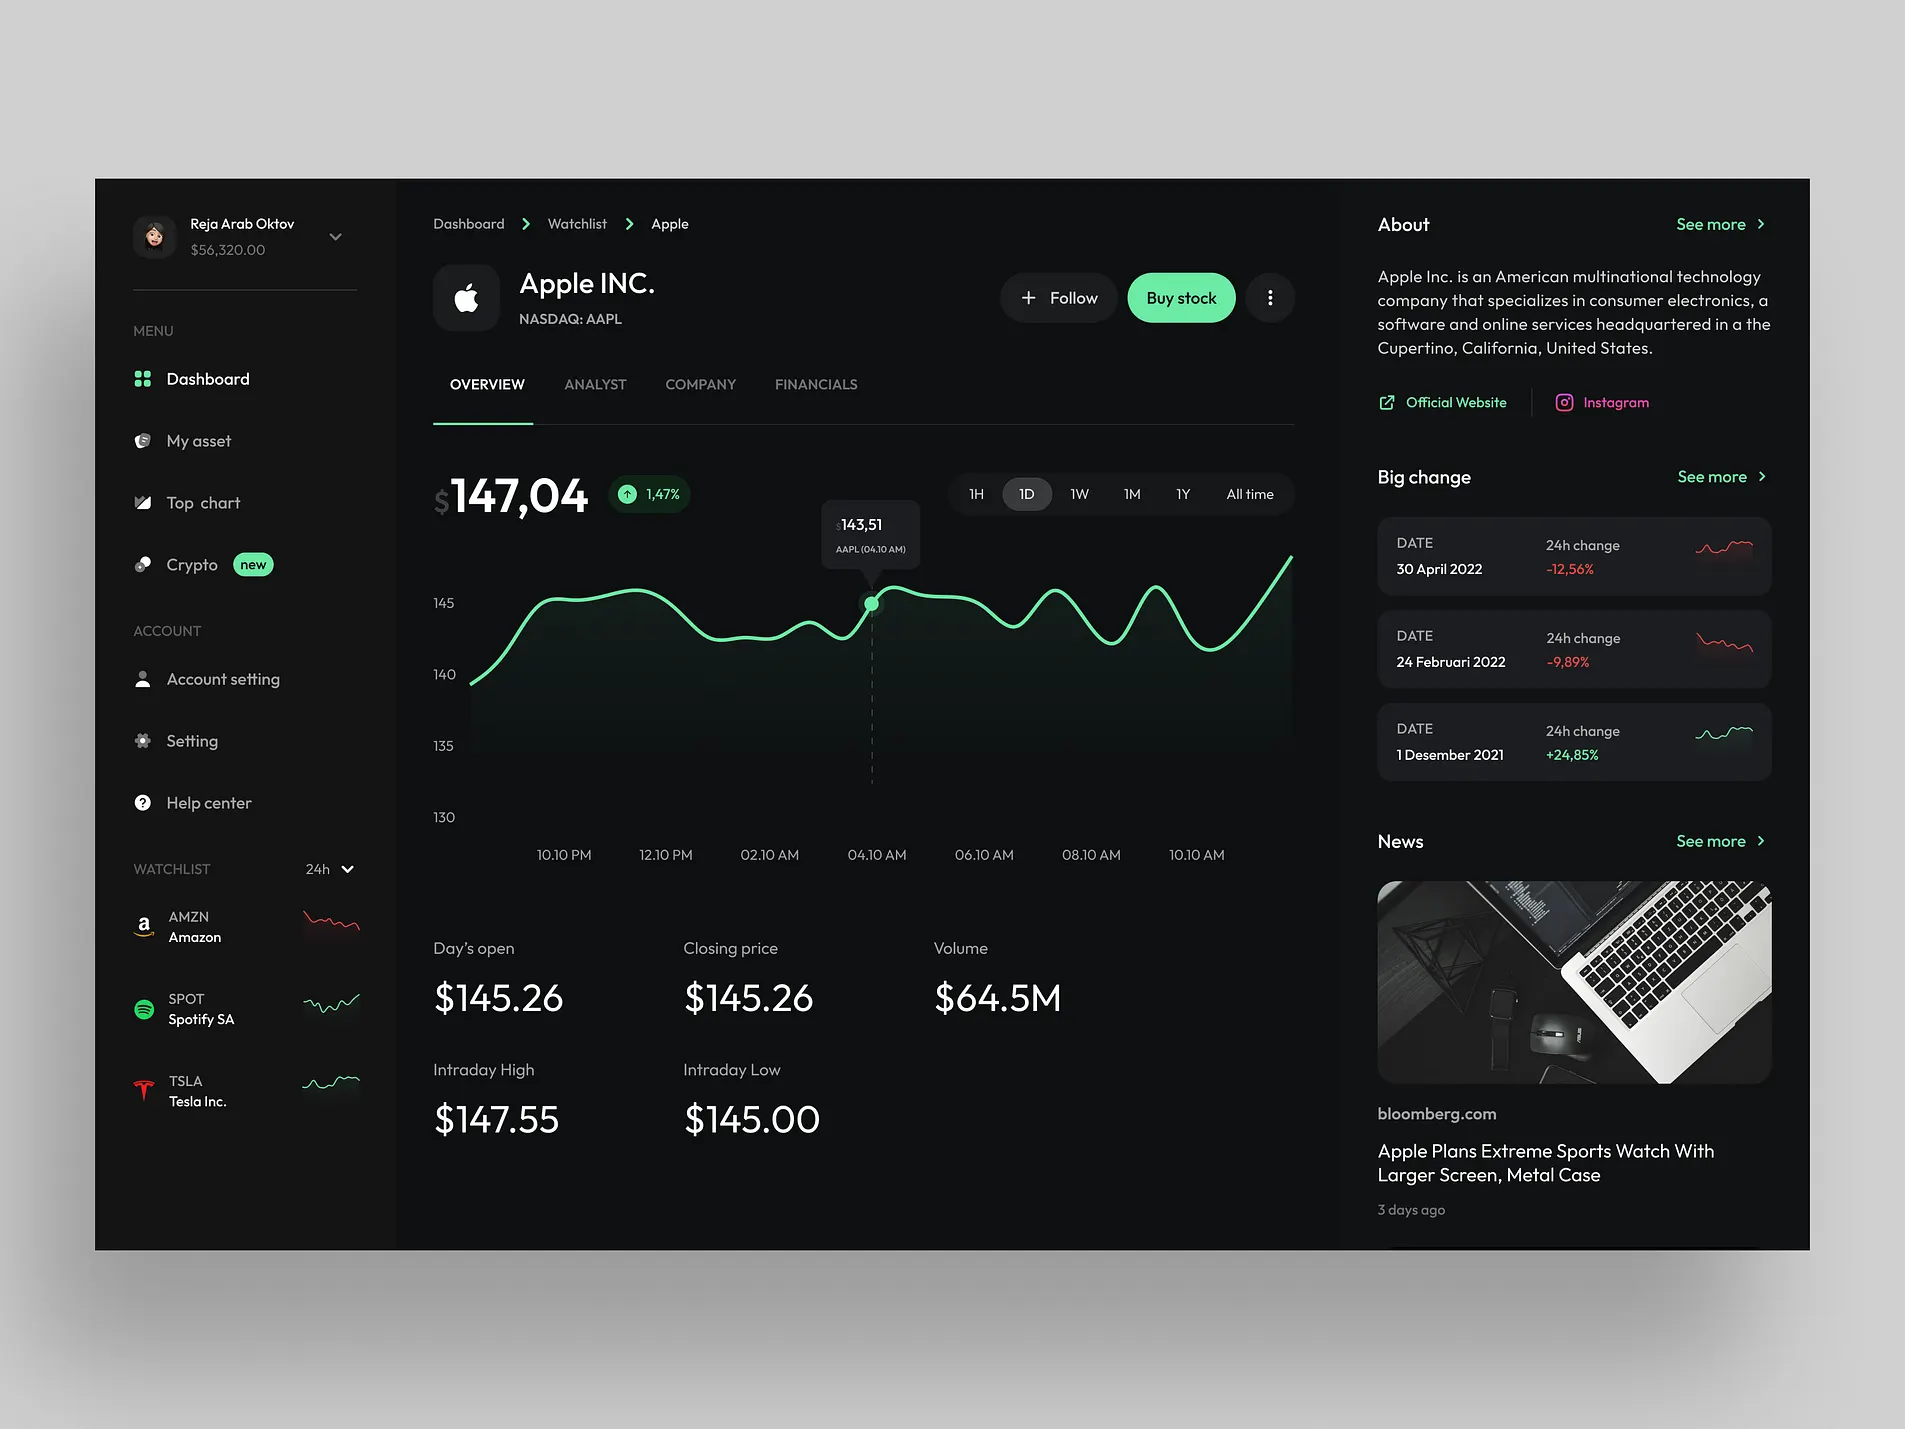 Reja Arab Oktov
$56,320.00
MENU
Dashboard
My asset
Top chart
Crypto new
ACCOUNT
Account setting
Setting
Help center
WATCHLIST 24h
AMZN
Amazon
SPOT
Spotify SA
TSLA
Tesla Inc.
Dashboard Watchlist Apple
Apple INC.
NASDAQ: AAPL
Follow Buy stock
OVERVIEW ANALYST COMPANY FINANCIALS
$147,04 1,47%
1H 1D 1W 1M 1Y All time
$143,51
AAPL (04.10 AM)
145
140
135
130
10.10 PM 12.10 PM 02.10 AM 04.10 AM 06.10 AM 08.10 AM 10.10 AM
Day’s open Closing price Volume
$145.26 $145.26 $64.5M
Intraday High Intraday Low
$147.55 $145.00
About See more
Apple Inc. is an American multinational technology
company that specializes in consumer electronics, a
software and online services headquartered in a the
Cupertino, California, United States.
Official Website Instagram
Big change See more
DATE 24h change
30 April 2022 -12,56%
DATE 24h change
24 Februari 2022 -9,89%
DATE 24h change
1 Desember 2021 +24,85%
News See more
bloomberg.com
Apple Plans Extreme Sports Watch With
Larger Screen, Metal Case
3 days ago